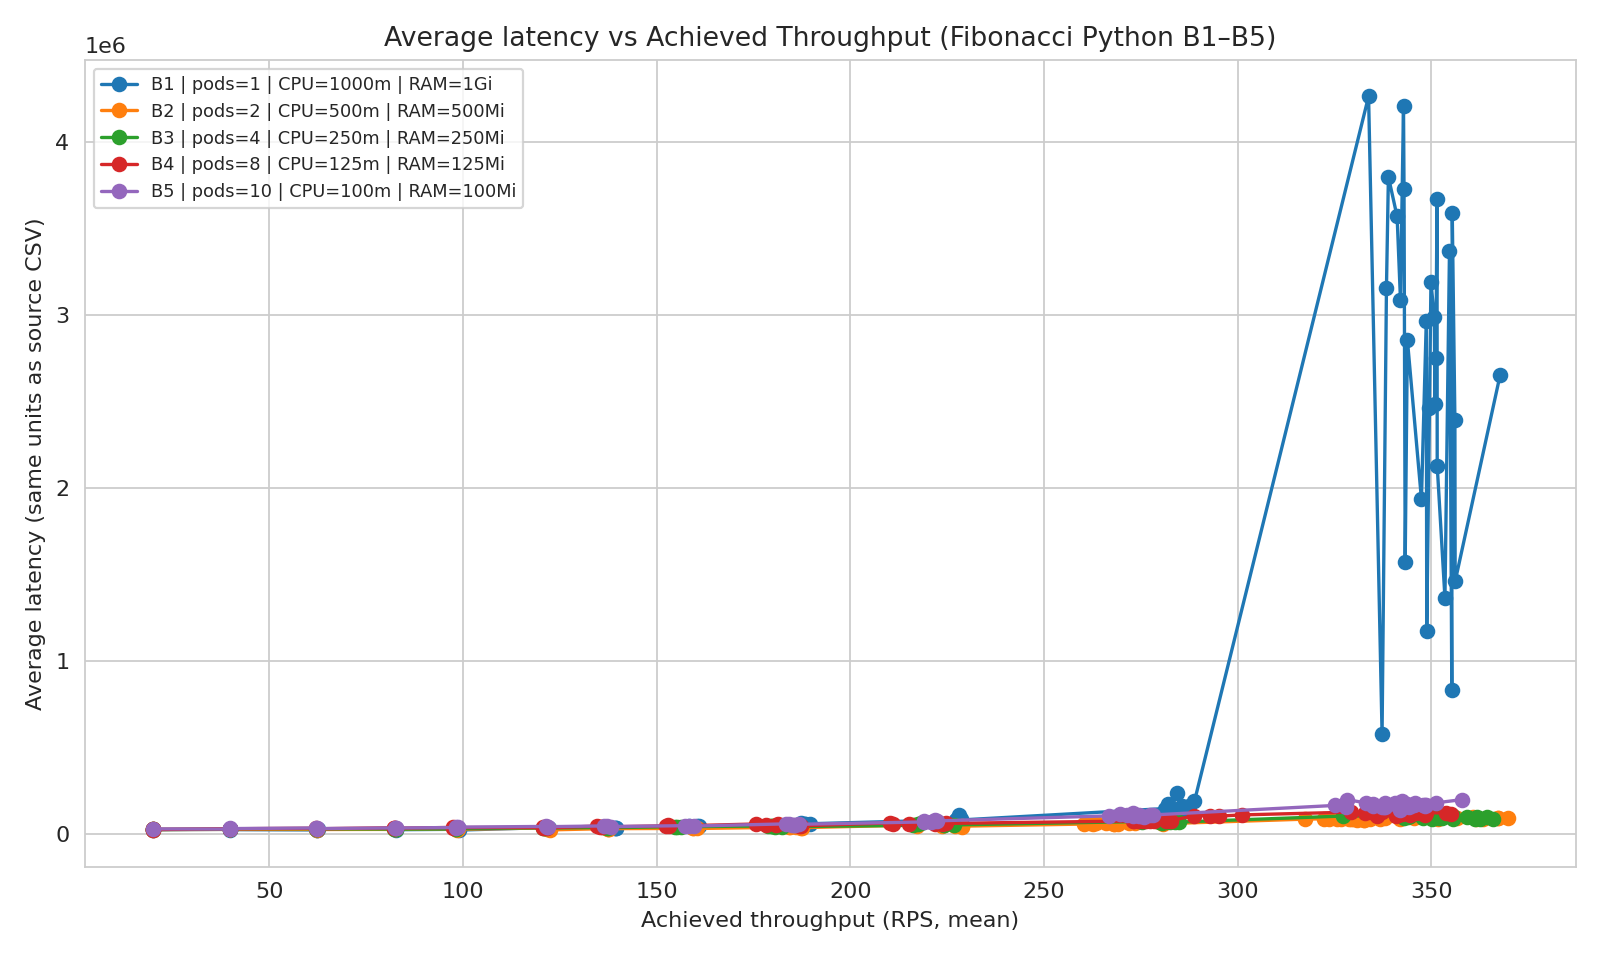 Average latency vs Achieved Throughput (Fibonacci Python B1–B5)
1e6
B1 | pods=1 | CPU=1000m | RAM=1Gi
B2 | pods=2 | CPU=500m | RAM=500Mi
B3 | pods=4 | CPU=250m | RAM=250Mi
B4 | pods=8 | CPU=125m | RAM=125Mi
B5 | pods=10 | CPU=100m | RAM=100Mi
Average latency (same units as source CSV)
4
3
2
1
0
50 100 150 200 250 300 350
Achieved throughput (RPS, mean)